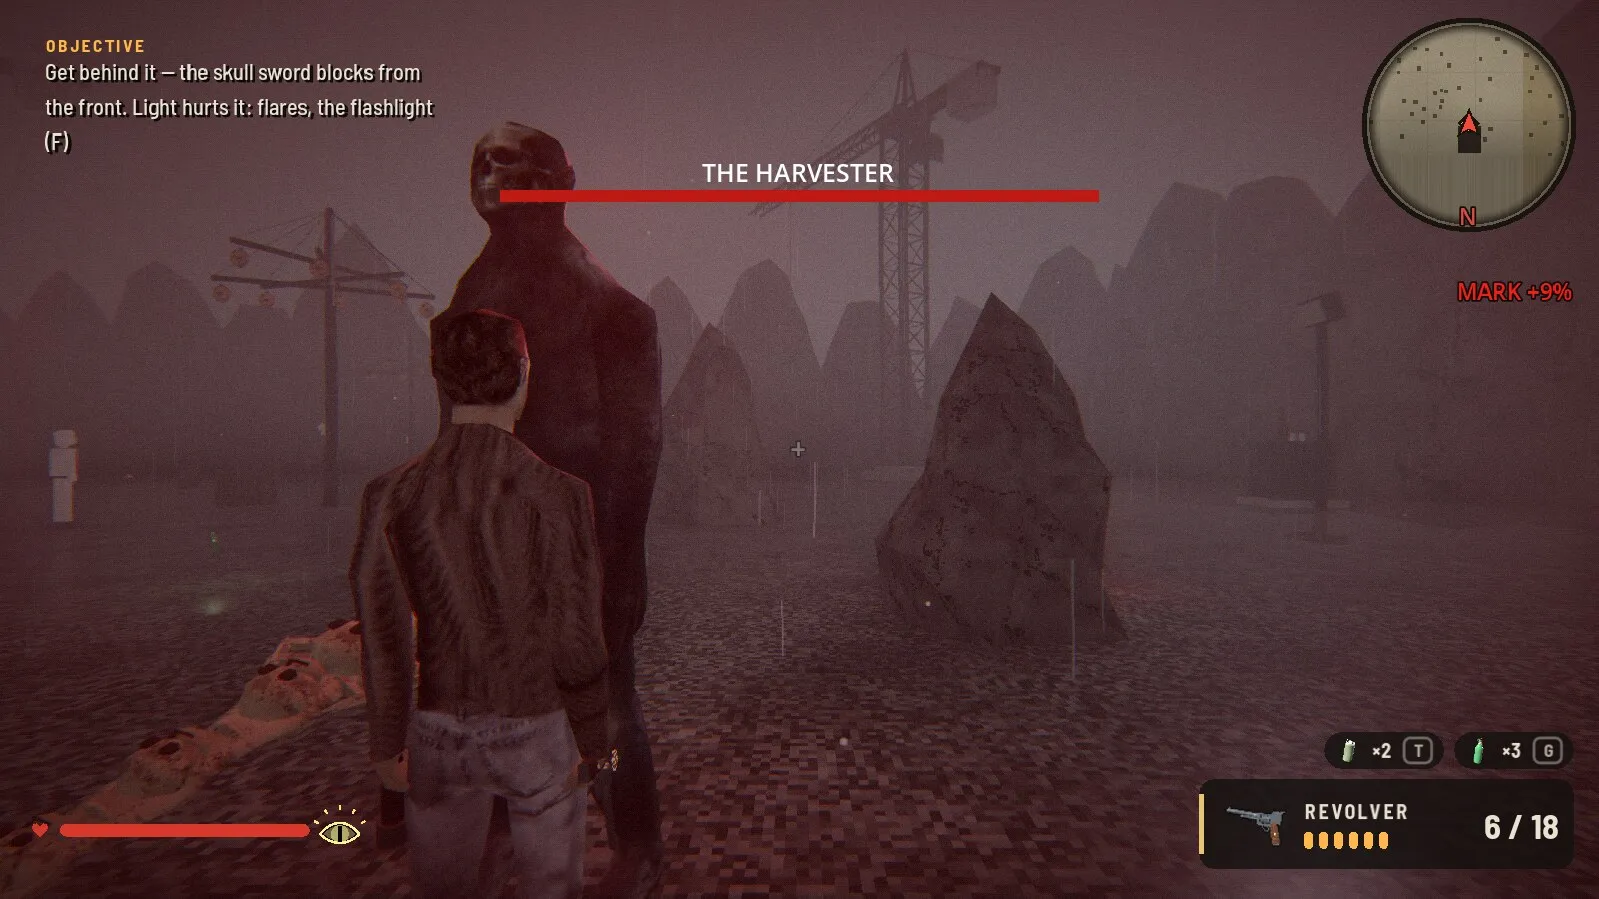 OBJECTIVE
Get behind it – the skull sword blocks from
the front. Light hurts it: flares, the flashlight
(F)
THE HARVESTER
N
MARK +9%
×2 T ×3 G
REVOLVER
6 / 18